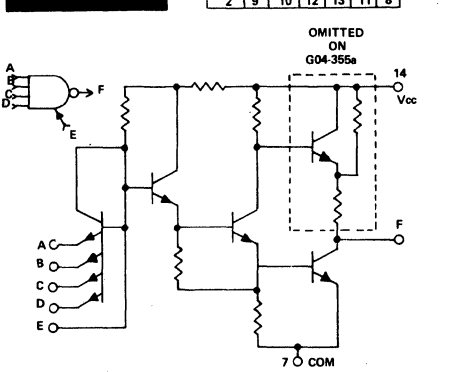 2 9 10 12 13 11 8
OMITTED
ON
G04-355a
A
B
C
D
F
E
14
Vcc
F
A
B
C
D
E
7 COM